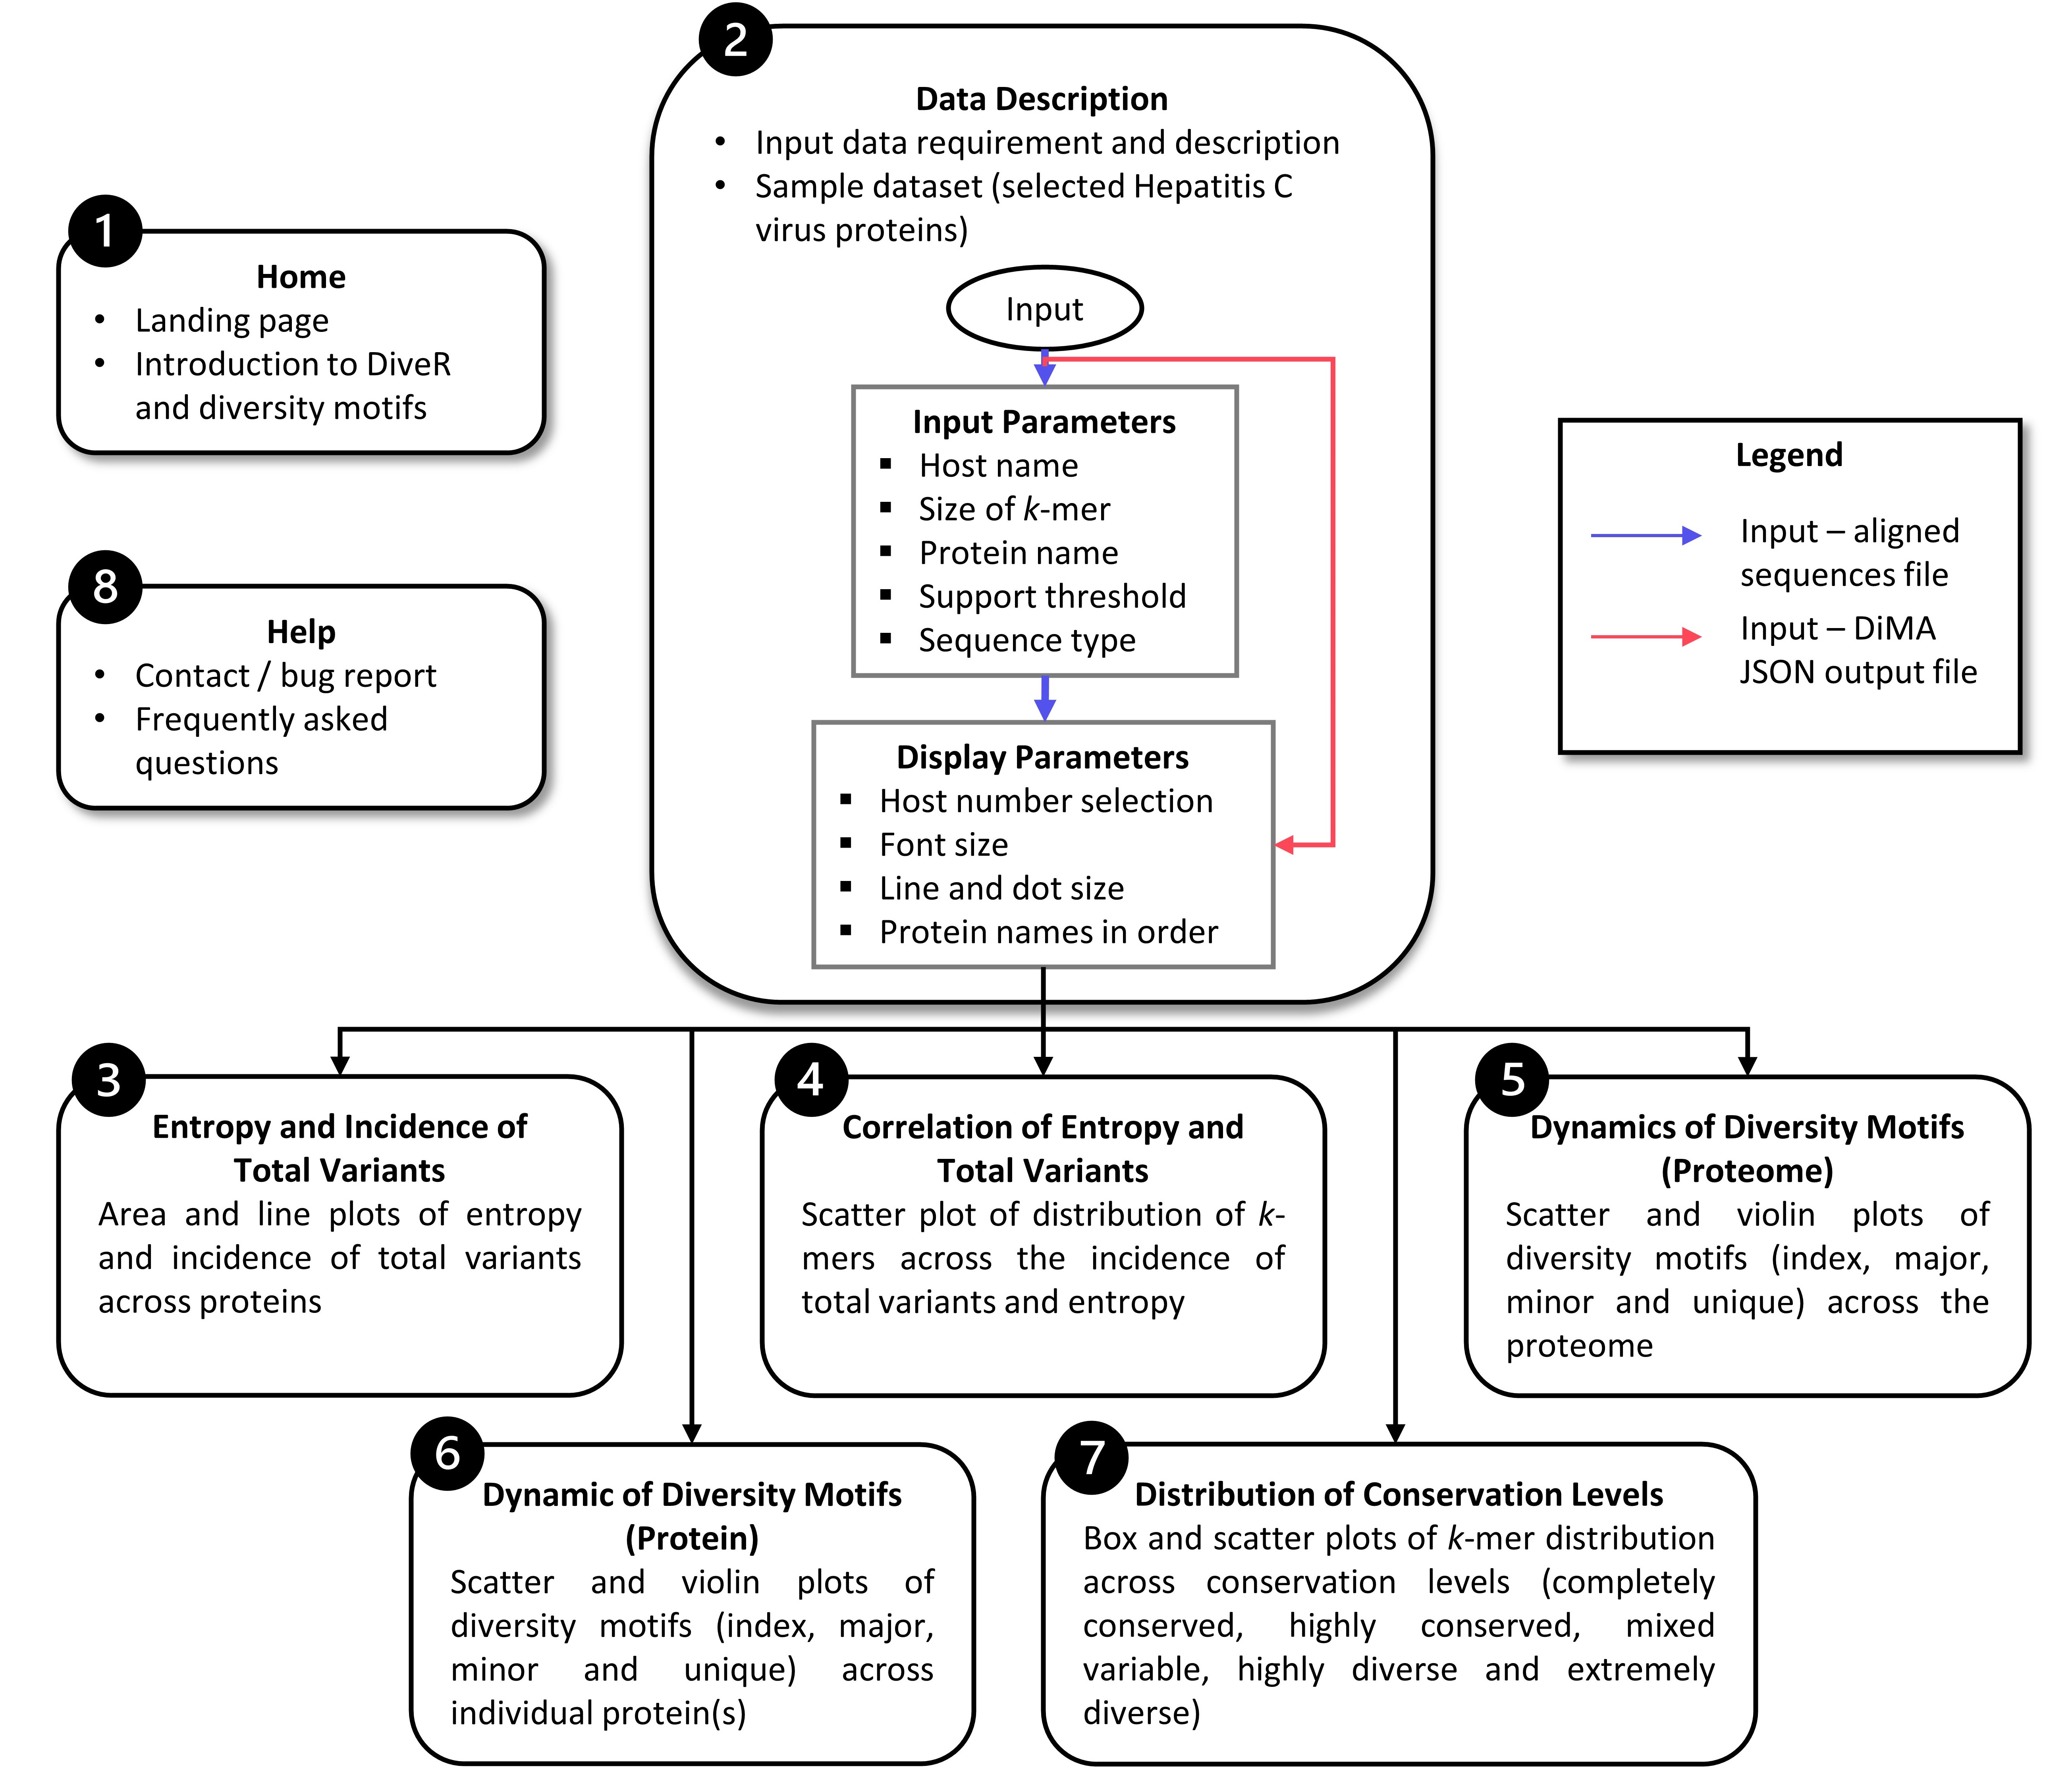 2
Data Description
• Input data requirement and description
• Sample dataset (selected Hepatitis C
virus proteins)
1
Home
• Landing page
• Introduction to DiveR
and diversity motifs
Input
Input Parameters
▪ Host name
▪ Size of k-mer
▪ Protein name
▪ Support threshold
▪ Sequence type
Legend
Input – aligned
sequences file
Input – DiMA
JSON output file
8
Help
• Contact / bug report
• Frequently asked
questions
Display Parameters
▪ Host number selection
▪ Font size
▪ Line and dot size
▪ Protein names in order
3
Entropy and Incidence of
Total Variants
Area and line plots of entropy
and incidence of total variants
across proteins
4
Correlation of Entropy and
Total Variants
Scatter plot of distribution of k-
mers across the incidence of
total variants and entropy
5
Dynamics of Diversity Motifs
(Proteome)
Scatter and violin plots of
diversity motifs (index, major,
minor and unique) across the
proteome
6
Dynamic of Diversity Motifs
(Protein)
Scatter and violin plots of
diversity motifs (index, major,
minor and unique) across
individual protein(s)
7
Distribution of Conservation Levels
Box and scatter plots of k-mer distribution
across conservation levels (completely
conserved, highly conserved, mixed
variable, highly diverse and extremely
diverse)